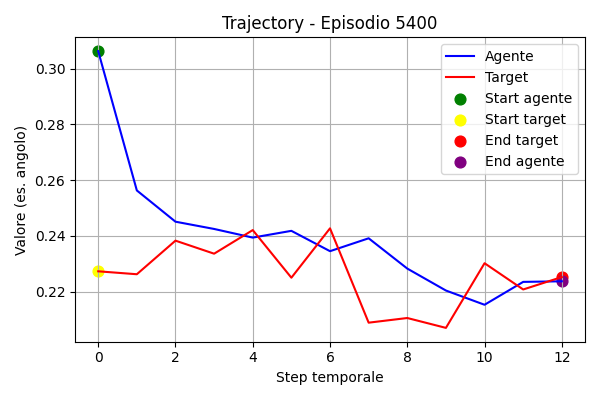 Trajectory - Episodio 5400
Valore (es. angolo)
0.30
0.28
0.26
0.24
0.22
Agente
Target
Start agente
Start target
End target
End agente
0 2 4 6 8 10 12
Step temporale